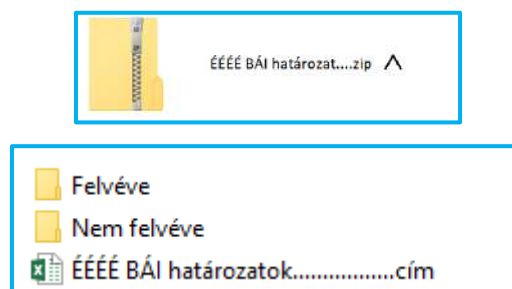 ÉÉÉÉ BÁI határozat....zip
Felvéve
Nem felvéve
ÉÉÉÉ BÁI határozatok.................cím